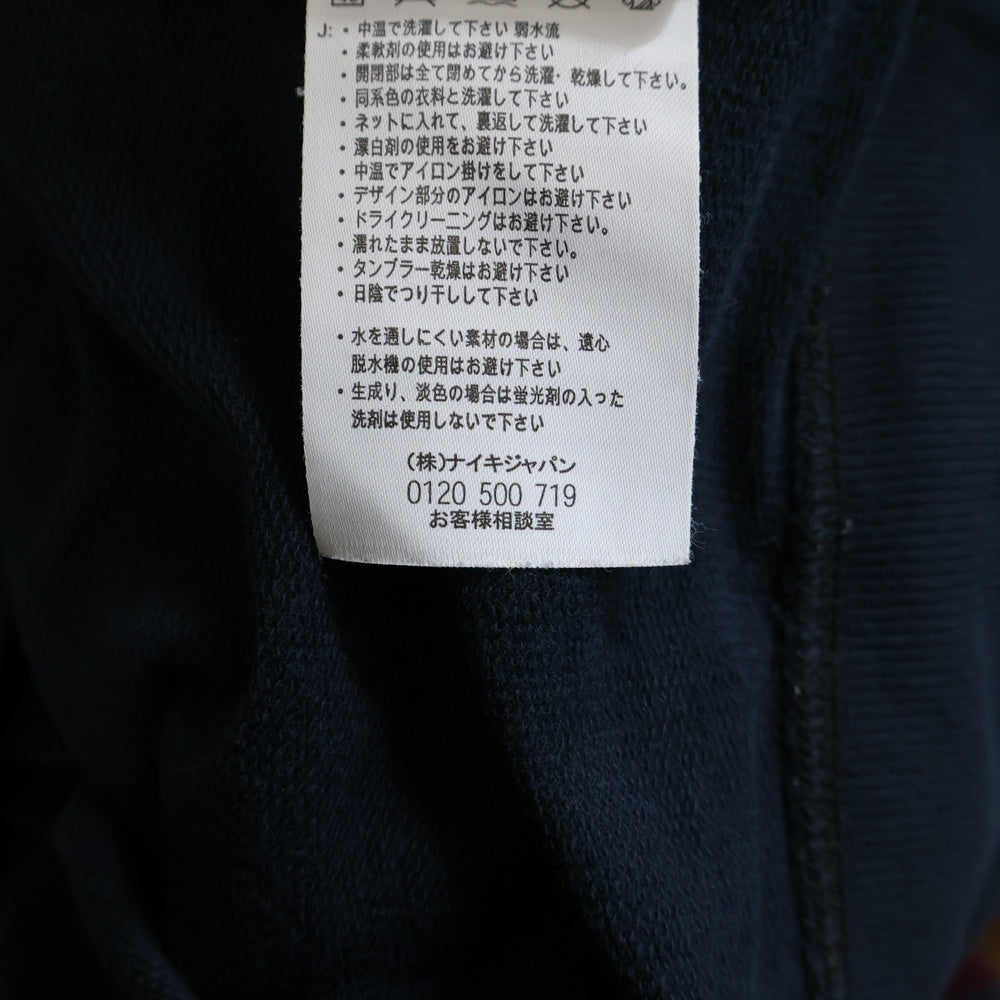 J: ・中温で洗濯して下さい 弱水流
・柔軟剤の使用はお避け下さい
・開閉部は全て閉めてから洗濯・乾燥して下さい。
・同系色の衣料と洗濯して下さい
・ネットに入れて、裏返して洗濯して下さい
・漂白剤の使用をお避け下さい
・中温でアイロン掛けをして下さい
・デザイン部分のアイロンはお避け下さい
・ドライクリーニングはお避け下さい。
・濡れたまま放置しないで下さい。
・タンブラー乾燥はお避け下さい
・日陰でつり干しして下さい
・水を通しにくい素材の場合は、遠心
脱水機の使用はお避け下さい
・生成り、淡色の場合は蛍光剤の入った
洗剤は使用しないで下さい
(株)ナイキジャパン
0120 500 719
お客様相談室